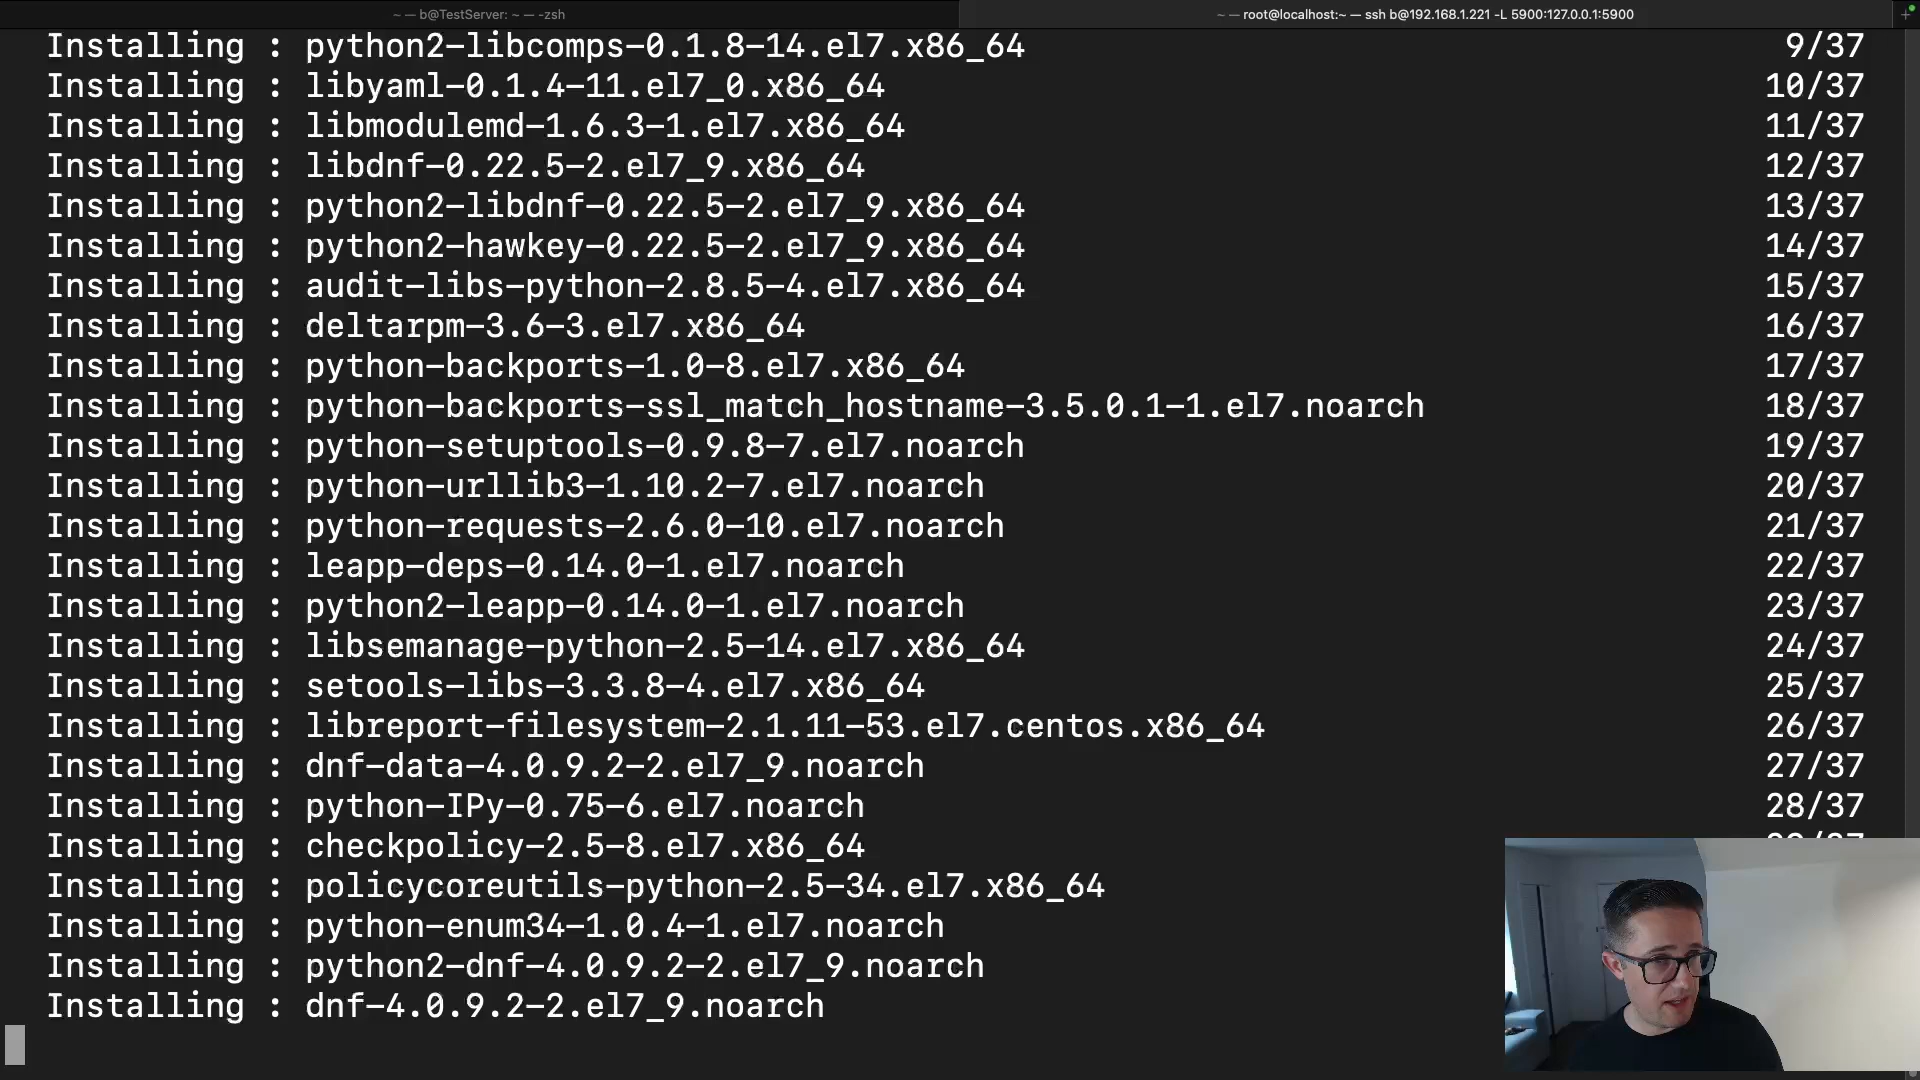 ~ — b@TestServer: ~ — -zsh
~ — root@localhost:~ — ssh b@192.168.1.221 -L 5900:127.0.0.1:5900
Installing : python2-libcomps-0.1.8-14.el7.x86_64 9/37
Installing : libyaml-0.1.4-11.el7_0.x86_64 10/37
Installing : libmodulemd-1.6.3-1.el7.x86_64 11/37
Installing : libdnf-0.22.5-2.el7_9.x86_64 12/37
Installing : python2-libdnf-0.22.5-2.el7_9.x86_64 13/37
Installing : python2-hawkey-0.22.5-2.el7_9.x86_64 14/37
Installing : audit-libs-python-2.8.5-4.el7.x86_64 15/37
Installing : deltarpm-3.6-3.el7.x86_64 16/37
Installing : python-backports-1.0-8.el7.x86_64 17/37
Installing : python-backports-ssl_match_hostname-3.5.0.1-1.el7.noarch 18/37
Installing : python-setuptools-0.9.8-7.el7.noarch 19/37
Installing : python-urllib3-1.10.2-7.el7.noarch 20/37
Installing : python-requests-2.6.0-10.el7.noarch 21/37
Installing : leapp-deps-0.14.0-1.el7.noarch 22/37
Installing : python2-leapp-0.14.0-1.el7.noarch 23/37
Installing : libsemanage-python-2.5-14.el7.x86_64 24/37
Installing : setools-libs-3.3.8-4.el7.x86_64 25/37
Installing : libreport-filesystem-2.1.11-53.el7.centos.x86_64 26/37
Installing : dnf-data-4.0.9.2-2.el7_9.noarch 27/37
Installing : python-IPy-0.75-6.el7.noarch 28/37
Installing : checkpolicy-2.5-8.el7.x86_64
Installing : policycoreutils-python-2.5-34.el7.x86_64
Installing : python-enum34-1.0.4-1.el7.noarch
Installing : python2-dnf-4.0.9.2-2.el7_9.noarch
Installing : dnf-4.0.9.2-2.el7_9.noarch